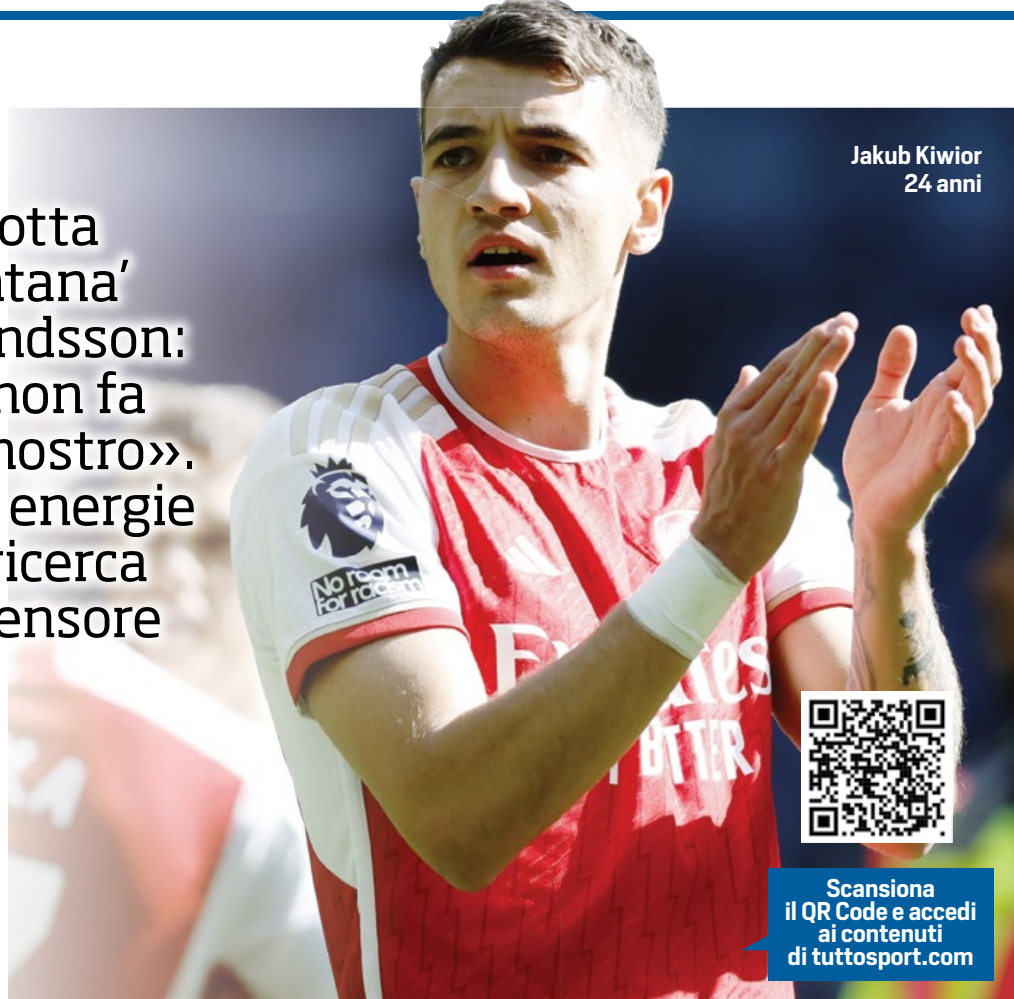 otta
ntana’
ndsson:
non fa
nostro».
energie
ricerca
ensore
Jakub Kiwior
24 anni
No room
For racism
Scansiona
il QR Code e accedi
ai contenuti
di tuttosport.com